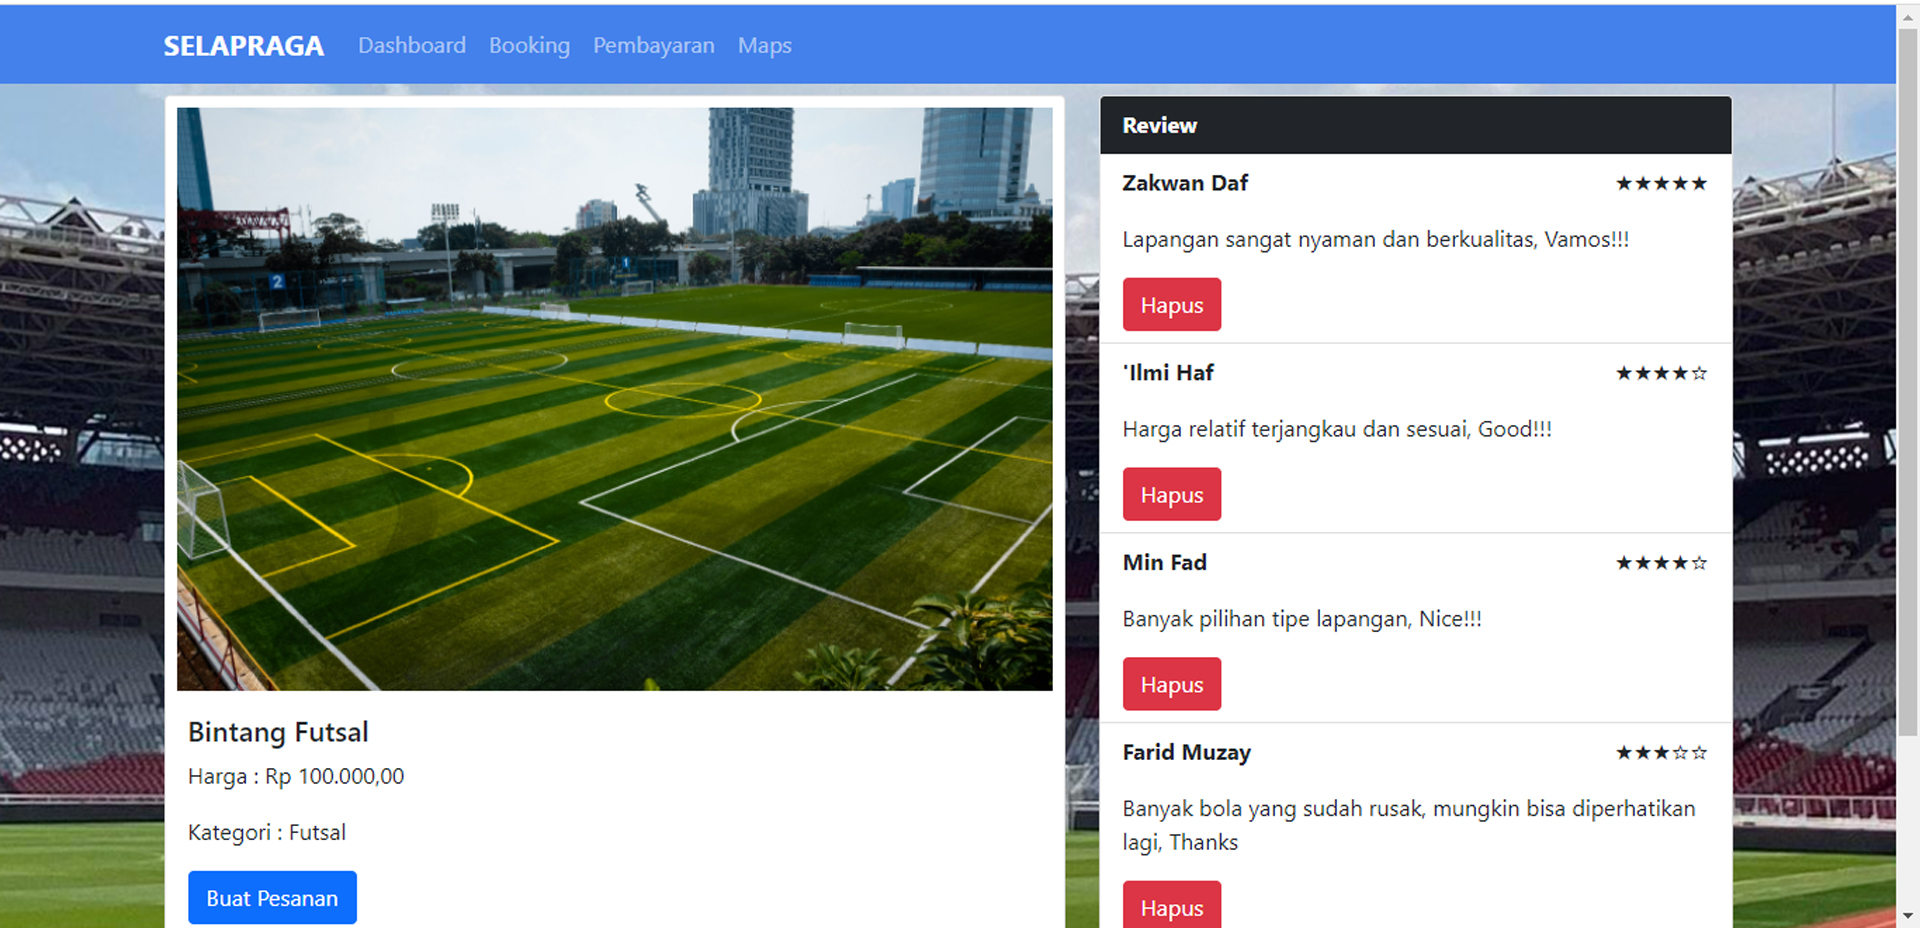 SELAPRAGA Dashboard Booking Pembayaran Maps
2
1
Bintang Futsal
Harga : Rp 100.000,00
Kategori : Futsal
Buat Pesanan
Review
Zakwan Daf ★★★★★
Lapangan sangat nyaman dan berkualitas, Vamos!!!
Hapus
'Ilmi Haf ★★★★☆
Harga relatif terjangkau dan sesuai, Good!!!
Hapus
Min Fad ★★★★☆
Banyak pilihan tipe lapangan, Nice!!!
Hapus
Farid Muzay ★★★☆☆
Banyak bola yang sudah rusak, mungkin bisa diperhatikan
lagi, Thanks
Hapus